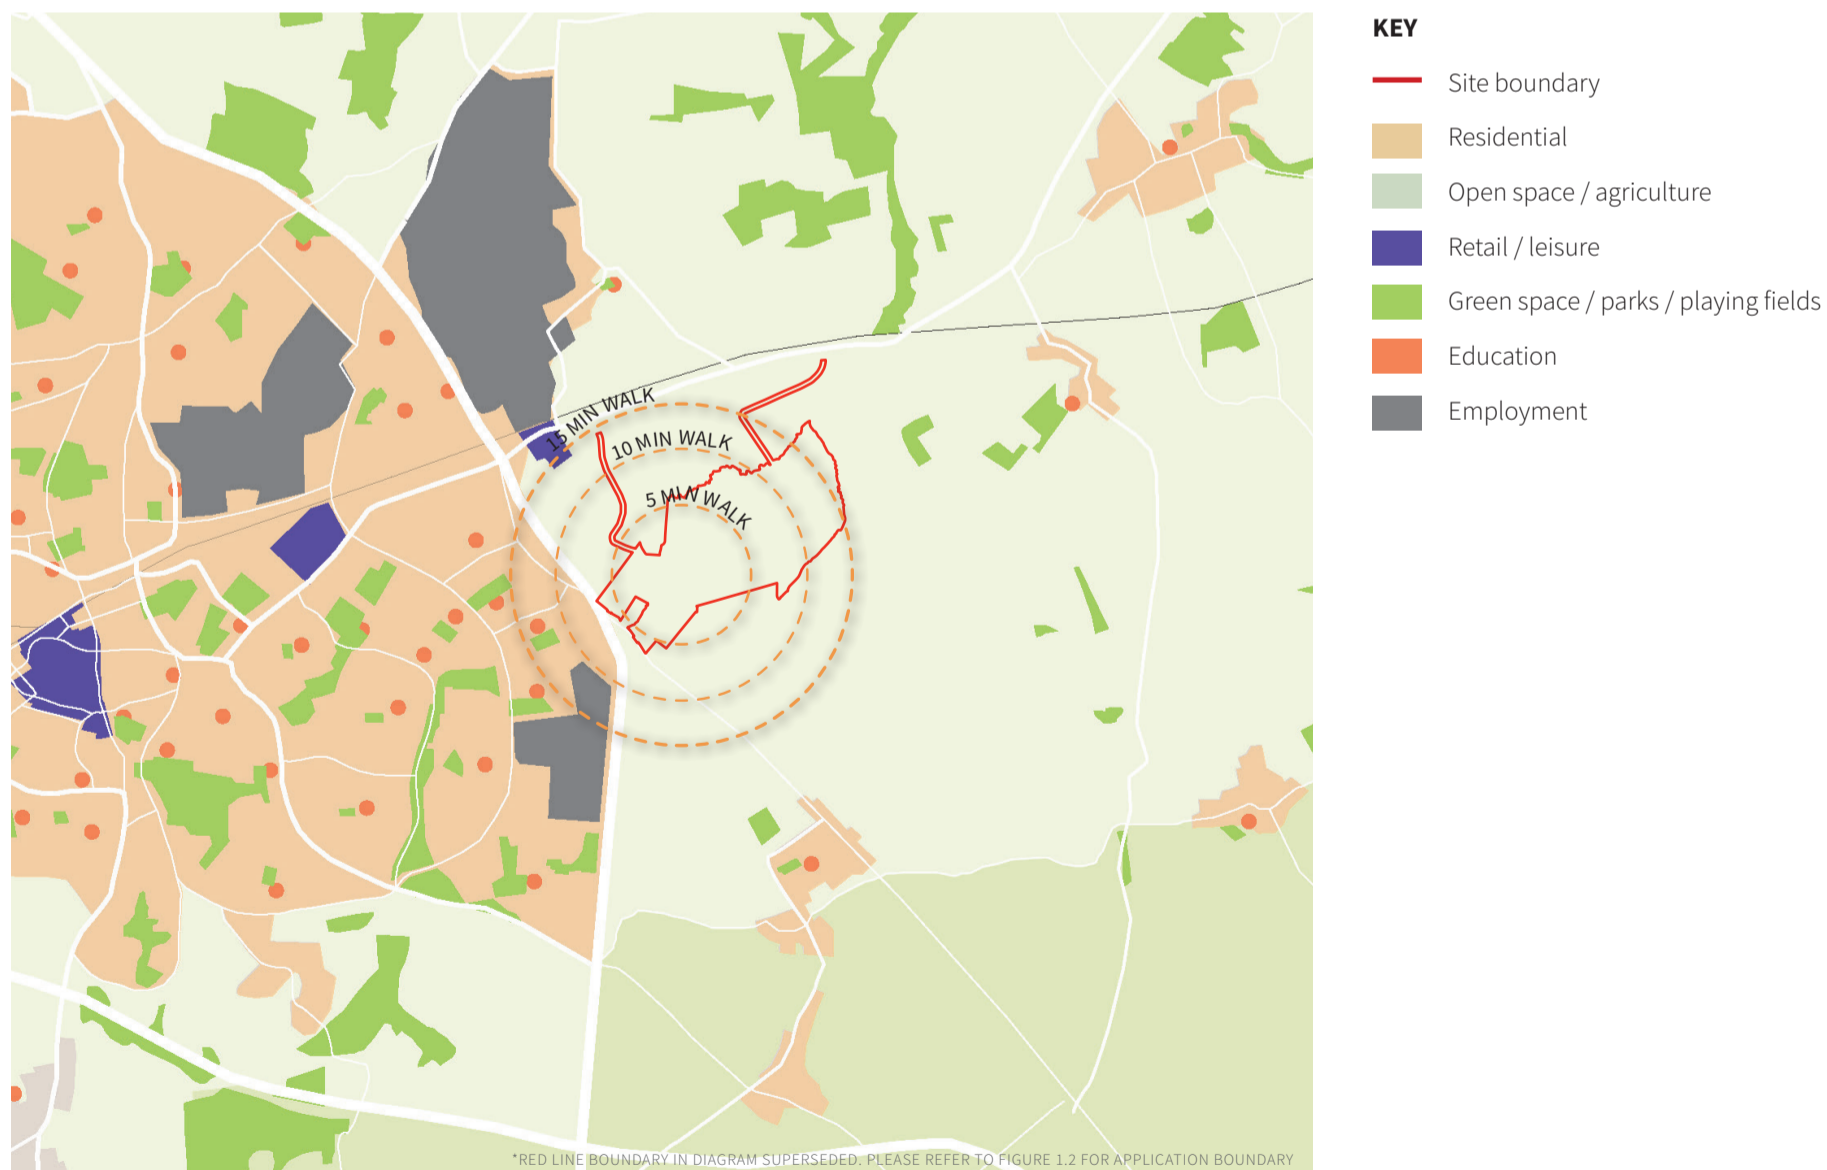 KEY
Site boundary
Residential
Open space / agriculture
Retail / leisure
Green space / parks / playing fields
Education
Employment
15 MIN WALK
10 MIN WALK
5 MIN WALK
*RED LINE BOUNDARY IN DIAGRAM SUPERSEDED. PLEASE REFER TO FIGURE 1.2 FOR APPLICATION BOUNDARY